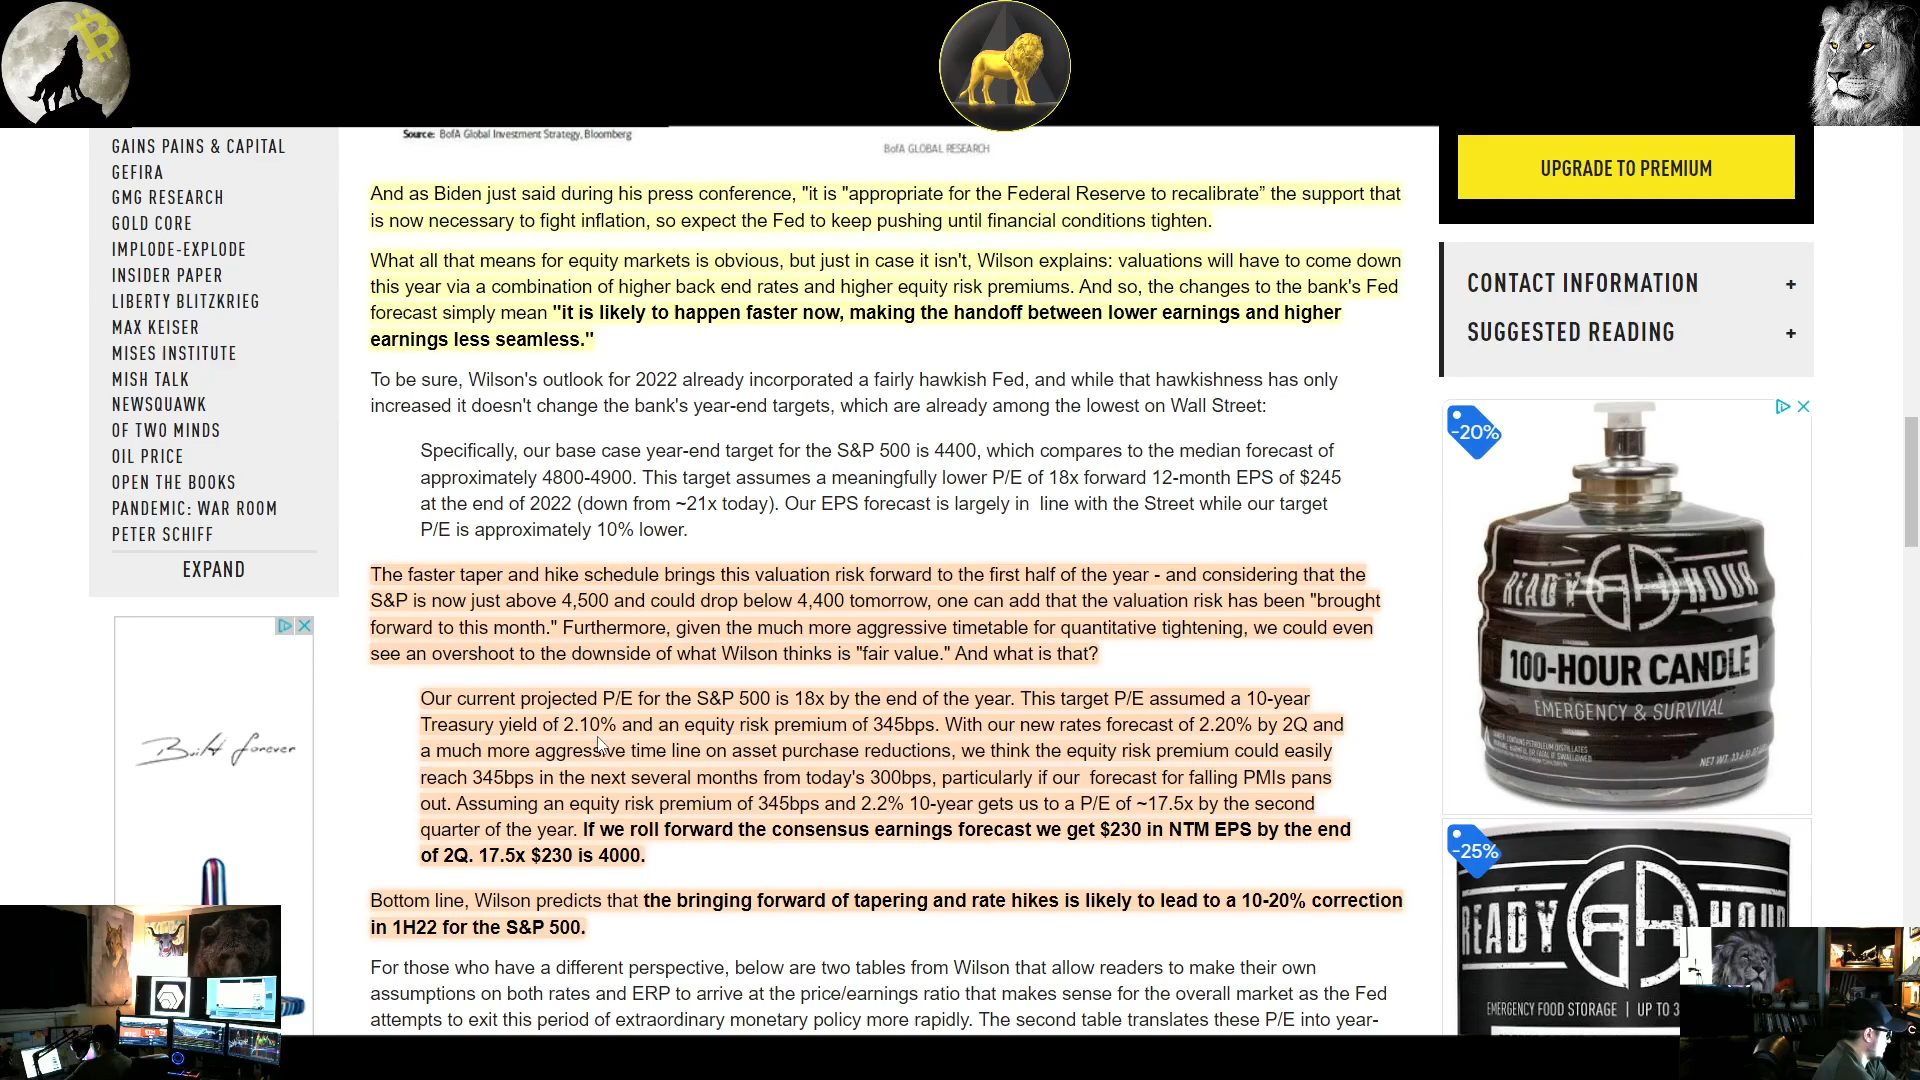 GAINS PAINS & CAPITAL
GEFIRA
GMG RESEARCH
GOLD CORE
IMPLODE-EXPLODE
INSIDER PAPER
LIBERTY BLITZKRIEG
MAX KEISER
MISES INSTITUTE
MISH TALK
NEWSQUAWK
OF TWO MINDS
OIL PRICE
OPEN THE BOOKS
PANDEMIC: WAR ROOM
PETER SCHIFF
EXPAND
Built forever
Source: BofA Global Investment Strategy, Bloomberg
BofA GLOBAL RESEARCH
And as Biden just said during his press conference, "it is "appropriate for the Federal Reserve to recalibrate” the support that
is now necessary to fight inflation, so expect the Fed to keep pushing until financial conditions tighten.
What all that means for equity markets is obvious, but just in case it isn't, Wilson explains: valuations will have to come down
this year via a combination of higher back end rates and higher equity risk premiums. And so, the changes to the bank's Fed
forecast simply mean "it is likely to happen faster now, making the handoff between lower earnings and higher
earnings less seamless."
To be sure, Wilson's outlook for 2022 already incorporated a fairly hawkish Fed, and while that hawkishness has only
increased it doesn't change the bank's year-end targets, which are already among the lowest on Wall Street:
Specifically, our base case year-end target for the S&P 500 is 4400, which compares to the median forecast of
approximately 4800-4900. This target assumes a meaningfully lower P/E of 18x forward 12-month EPS of $245
at the end of 2022 (down from ~21x today). Our EPS forecast is largely in line with the Street while our target
P/E is approximately 10% lower.
The faster taper and hike schedule brings this valuation risk forward to the first half of the year - and considering that the
S&P is now just above 4,500 and could drop below 4,400 tomorrow, one can add that the valuation risk has been "brought
forward to this month." Furthermore, given the much more aggressive timetable for quantitative tightening, we could even
see an overshoot to the downside of what Wilson thinks is "fair value." And what is that?
Our current projected P/E for the S&P 500 is 18x by the end of the year. This target P/E assumed a 10-year
Treasury yield of 2.10% and an equity risk premium of 345bps. With our new rates forecast of 2.20% by 2Q and
a much more aggressive time line on asset purchase reductions, we think the equity risk premium could easily
reach 345bps in the next several months from today's 300bps, particularly if our forecast for falling PMIs pans
out. Assuming an equity risk premium of 345bps and 2.2% 10-year gets us to a P/E of ~17.5x by the second
quarter of the year. If we roll forward the consensus earnings forecast we get $230 in NTM EPS by the end
of 2Q. 17.5x $230 is 4000.
Bottom line, Wilson predicts that the bringing forward of tapering and rate hikes is likely to lead to a 10-20% correction
in 1H22 for the S&P 500.
For those who have a different perspective, below are two tables from Wilson that allow readers to make their own
assumptions on both rates and ERP to arrive at the price/earnings ratio that makes sense for the overall market as the Fed
attempts to exit this period of extraordinary monetary policy more rapidly. The second table translates these P/E into year-
UPGRADE TO PREMIUM
CONTACT INFORMATION +
SUGGESTED READING +
-20%
READY HOUR
100-HOUR CANDLE
EMERGENCY & SURVIVAL
-25%
READY HOUR
EMERGENCY FOOD STORAGE | UP TO 3